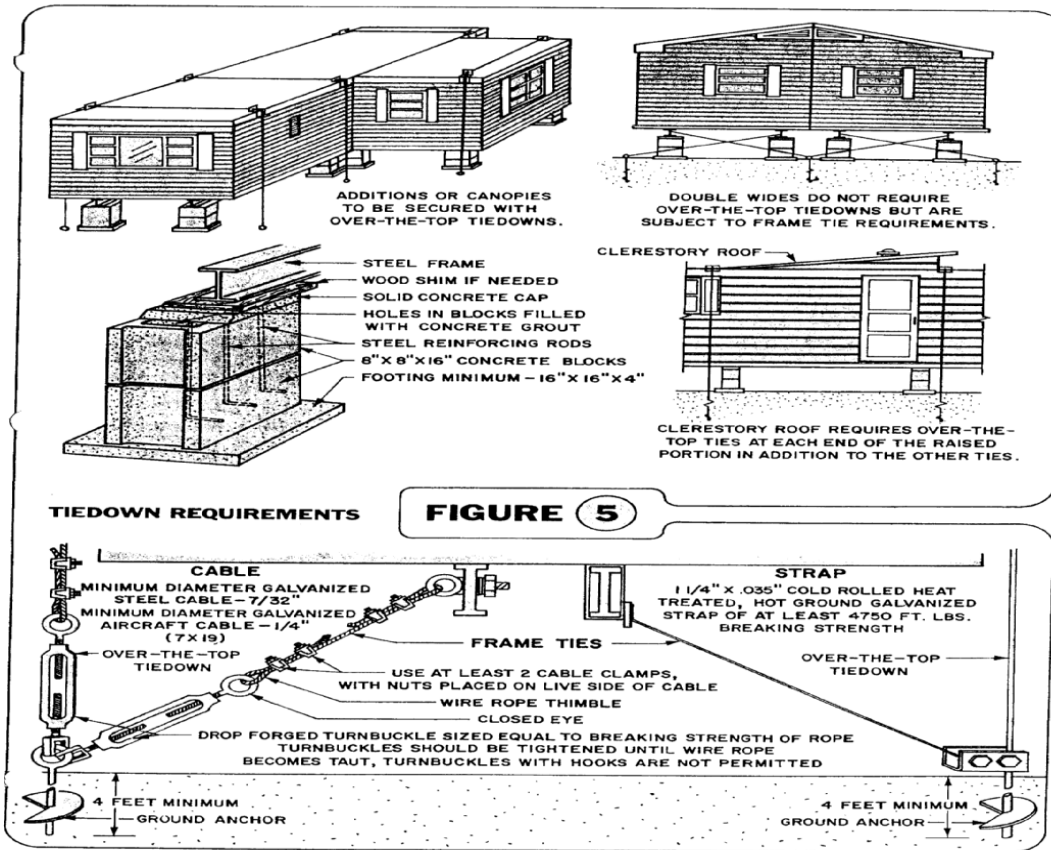 ADDITIONS OR CANOPIES
TO BE SECURED WITH
OVER-THE-TOP TIEDOWNS.
DOUBLE WIDES DO NOT REQUIRE
OVER-THE-TOP TIEDOWNS BUT ARE
SUBJECT TO FRAME TIE REQUIREMENTS.
STEEL FRAME
WOOD SHIM IF NEEDED
SOLID CONCRETE CAP
HOLES IN BLOCKS FILLED
WITH CONCRETE GROUT
STEEL REINFORCING RODS
8"X 8"X16" CONCRETE BLOCKS
FOOTING MINIMUM-16"X 16"X 4"
CLERESTORY ROOF
CLERESTORY ROOF REQUIRES OVER-THE-
TOP TIES AT EACH END OF THE RAISED
PORTION IN ADDITION TO THE OTHER TIES.
TIEDOWN REQUIREMENTS
FIGURE 5
CABLE
MINIMUM DIAMETER GALVANIZED
STEEL CABLE-7/32"
MINIMUM DIAMETER GALVANIZED
AIRCRAFT CABLE-1/4"
(7X19)
OVER-THE-TOP
TIEDOWN
STRAP
1 1/4" X .035" COLD ROLLED HEAT
TREATED, HOT GROUND GALVANIZED
STRAP OF AT LEAST 4750 FT. LBS.
BREAKING STRENGTH
FRAME TIES
OVER-THE-TOP
TIEDOWN
USE AT LEAST 2 CABLE CLAMPS,
WITH NUTS PLACED ON LIVE SIDE OF CABLE
WIRE ROPE THIMBLE
CLOSED EYE
DROP FORGED TURNBUCKLE SIZED EQUAL TO BREAKING STRENGTH OF ROPE
TURNBUCKLES SHOULD BE TIGHTENED UNTIL WIRE ROPE
BECOMES TAUT, TURNBUCKLES WITH HOOKS ARE NOT PERMITTED
4 FEET MINIMUM
GROUND ANCHOR
4 FEET MINIMUM
GROUND ANCHOR